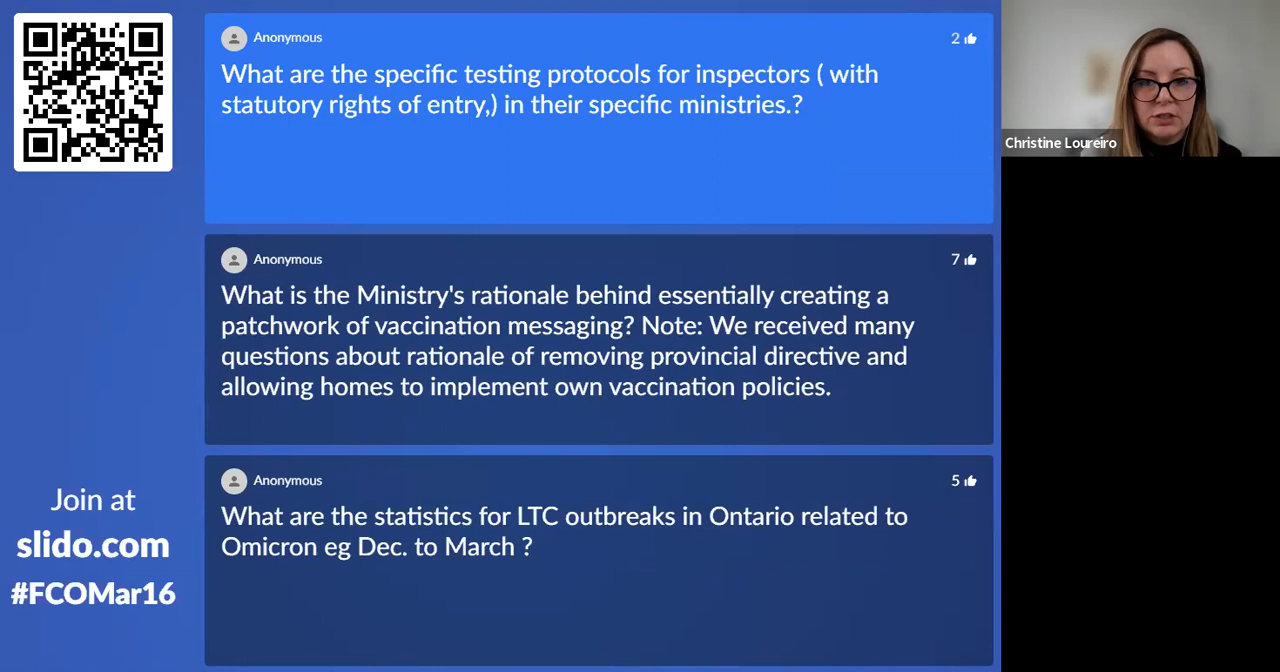 Anonymous
2
What are the specific testing protocols for inspectors ( with
statutory rights of entry,) in their specific ministries.?
Christine Loureiro
Anonymous
7
What is the Ministry's rationale behind essentially creating a
patchwork of vaccination messaging? Note: We received many
questions about rationale of removing provincial directive and
allowing homes to implement own vaccination policies.
Anonymous
5
What are the statistics for LTC outbreaks in Ontario related to
Omicron eg Dec. to March ?
Join at
slido.com
#FCOMar16